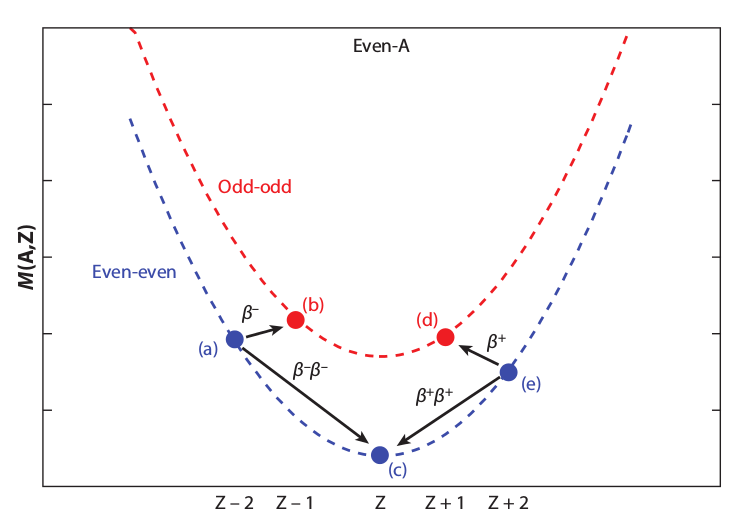 Even-A
Odd-odd
Even-even
M(A,Z)
(a)
β⁻
(b)
β⁻β⁻
(c)
(d)
β⁺
β⁺β⁺
(e)
Z – 2 Z – 1 Z Z + 1 Z + 2